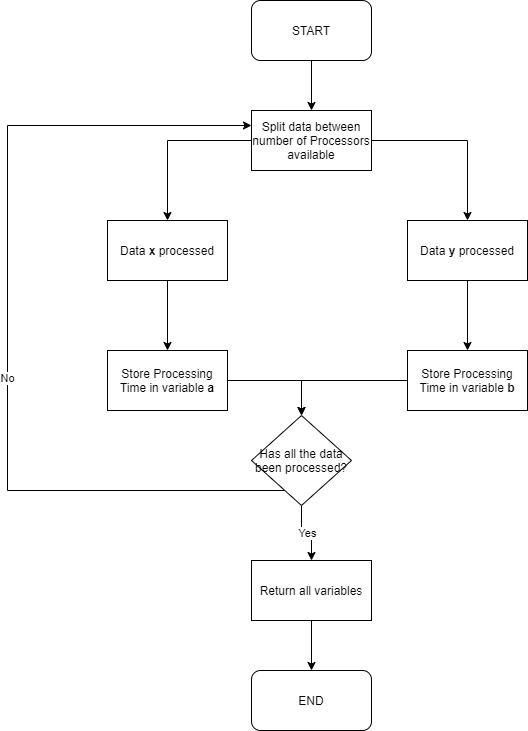 START
Split data between
number of Processors
available
Data x processed
Data y processed
Store Processing
Time in variable a
Store Processing
Time in variable b
No
Has all the data
been processed?
Yes
Return all variables
END